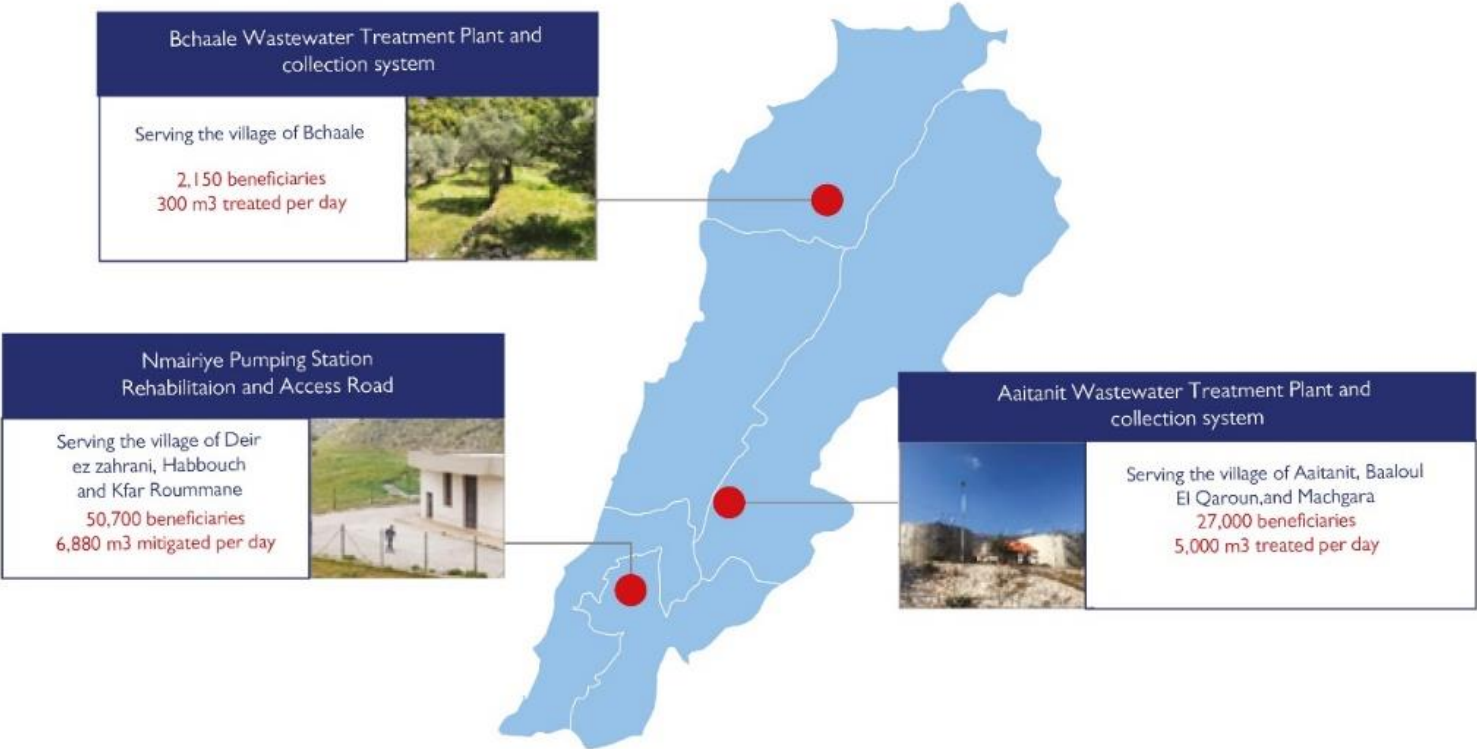 Bchaale Wastewater Treatment Plant and
collection system
Serving the village of Bchaale
2,150 beneficiaries
300 m3 treated per day
Nmairiye Pumping Station
Rehabilitaion and Access Road
Serving the village of Deir
ez zahrani, Habbouch
and Kfar Roummane
50,700 beneficiaries
6,880 m3 mitigated per day
Aaitanit Wastewater Treatment Plant and
collection system
Serving the village of Aaitanit, Baaloul
El Qaroun,and Machgara
27,000 beneficiaries
5,000 m3 treated per day